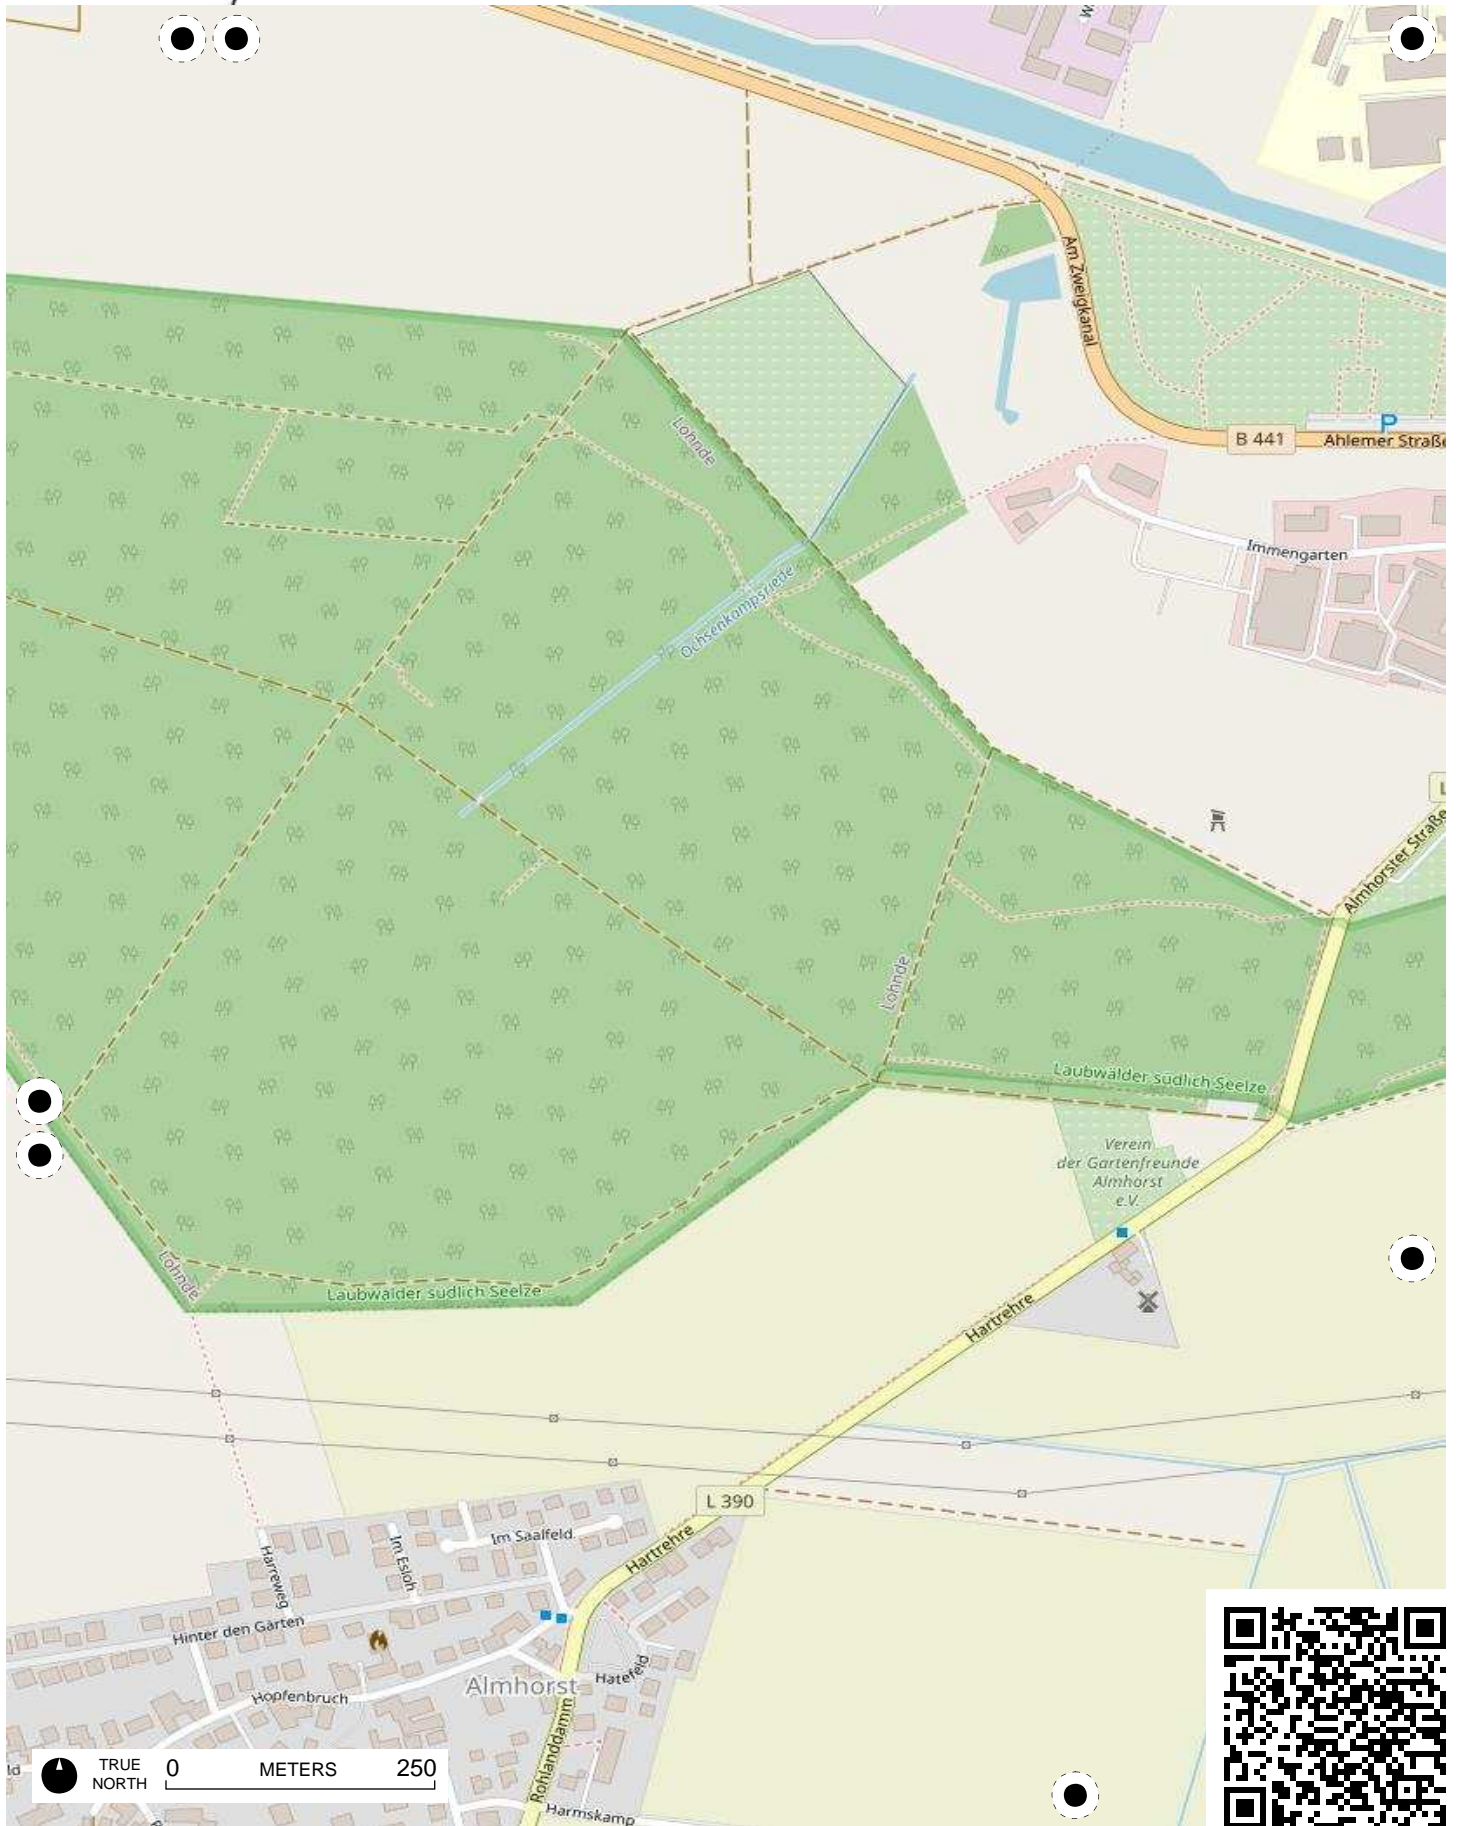 Am Zweigkanal
Lohnde
B 441
Ahlemer Straße
P
Immengarten
Ochsenkampsriede
Almhorster Straße
Lohnde
Laubwälder südlich Seelze
Verein
der Gartenfreunde
Almhorst
e.V.
Lohnde
Laubwälder südlich Seelze
Hartrehre
L 390
Im Saalfeld
Hartrehre
Im Esloh
Harreweg
Hinter den Gärten
Hatefeld
Almhorst
Hopfenbruch
Rohlanddamm
TRUE
NORTH
0 METERS 250
Harmskamp